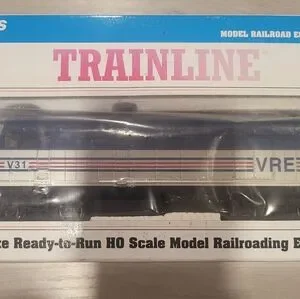 MODEL RAILROAD
TRAINLINE
V31
VRE
Ready-to-Run HO Scale Model Railroading